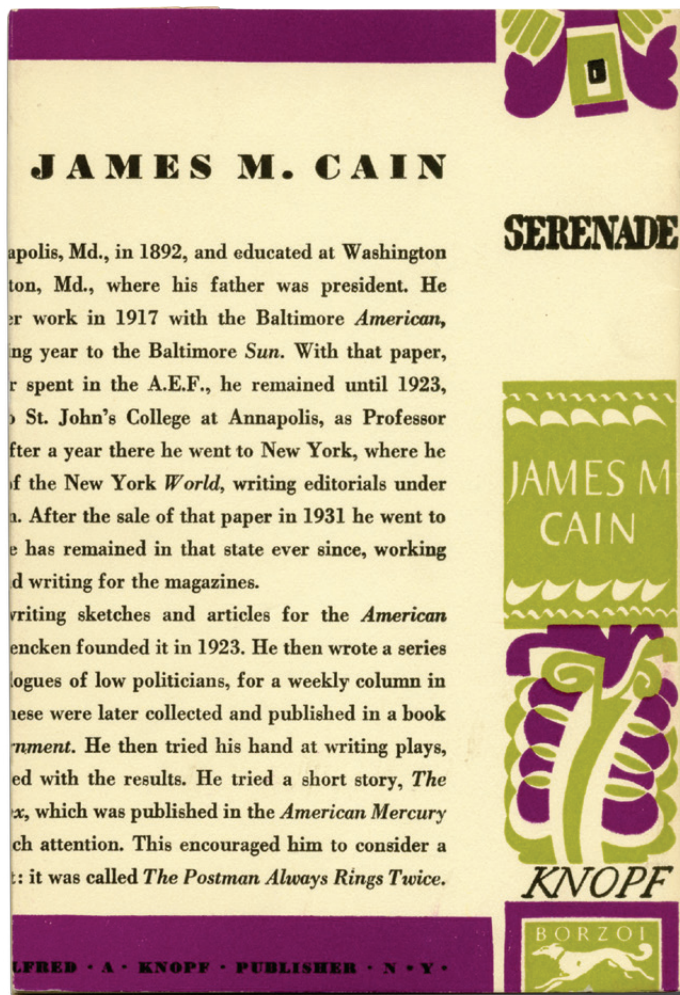 JAMES M. CAIN
apolis, Md., in 1892, and educated at Washington
ton, Md., where his father was president. He
er work in 1917 with the Baltimore American,
ng year to the Baltimore Sun. With that paper,
r spent in the A.E.F., he remained until 1923,
St. John's College at Annapolis, as Professor
fter a year there he went to New York, where he
of the New York World, writing editorials under
n. After the sale of that paper in 1931 he went to
e has remained in that state ever since, working
d writing for the magazines.
writing sketches and articles for the American
encken founded it in 1923. He then wrote a series
logues of low politicians, for a weekly column in
hese were later collected and published in a book
rnment. He then tried his hand at writing plays,
ed with the results. He tried a short story, The
x, which was published in the American Mercury
ch attention. This encouraged him to consider a
: it was called The Postman Always Rings Twice.
LFRED · A · KNOPF · PUBLISHER · N · Y ·
SERENADE
JAMES M
CAIN
KNOPF
BORZOI